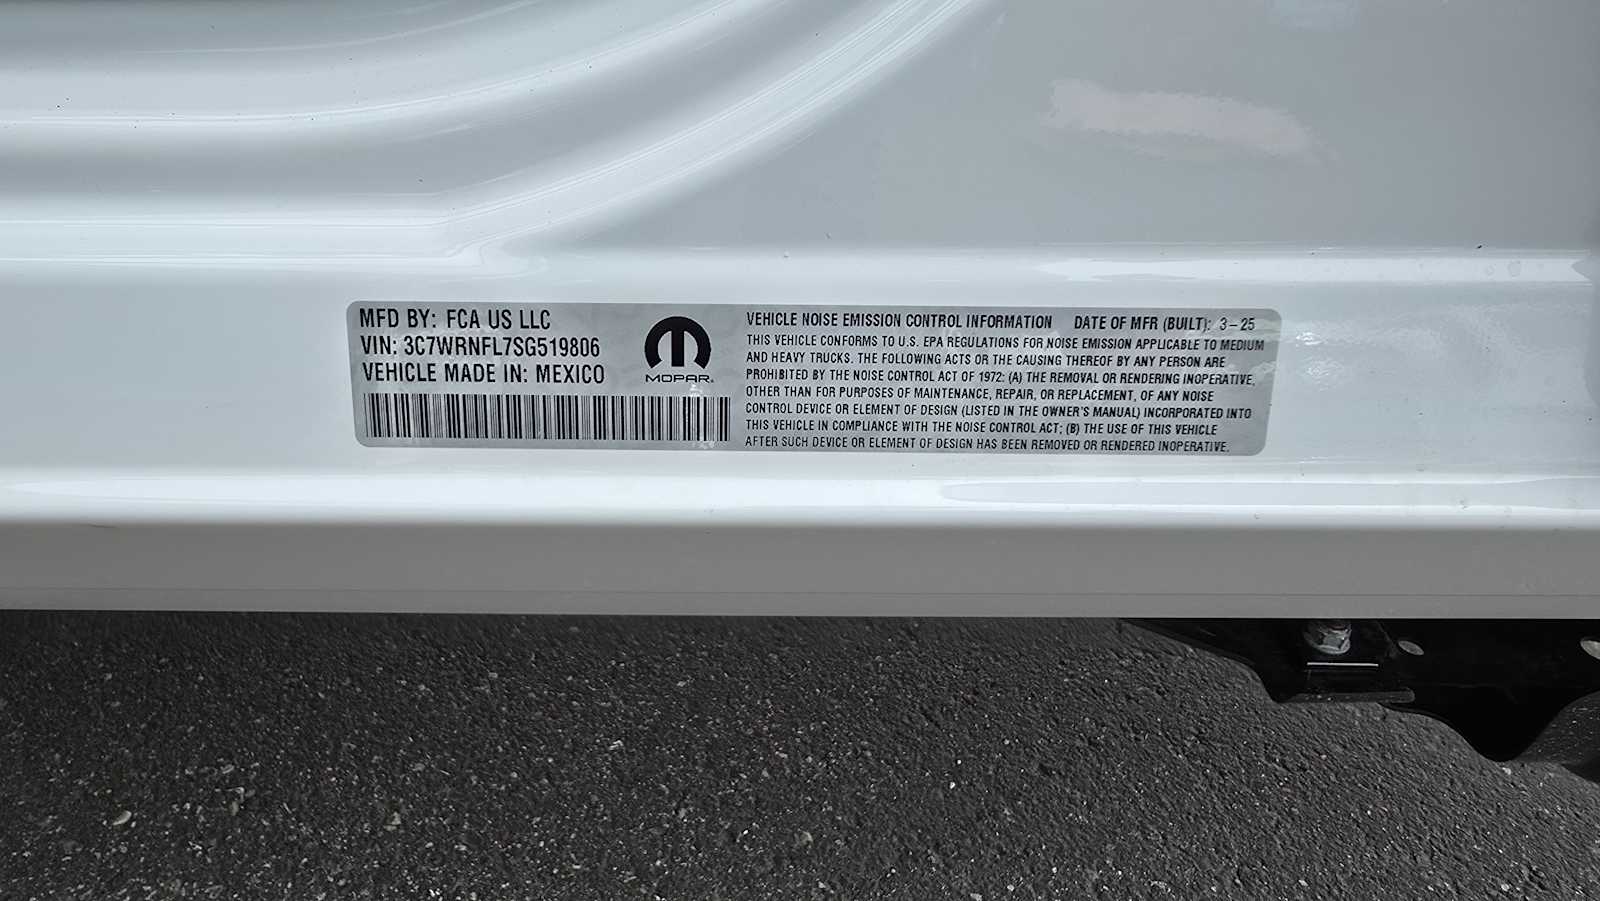 MFD BY: FCA US LLC
VIN: 3C7WRNFL7SG519806
VEHICLE MADE IN: MEXICO
MOPAR
VEHICLE NOISE EMISSION CONTROL INFORMATION DATE OF MFR (BUILT): 3-25
THIS VEHICLE CONFORMS TO U.S. EPA REGULATIONS FOR NOISE EMISSION APPLICABLE TO MEDIUM
AND HEAVY TRUCKS. THE FOLLOWING ACTS OR THE CAUSING THEREOF BY ANY PERSON ARE
PROHIBITED BY THE NOISE CONTROL ACT OF 1972: (A) THE REMOVAL OR RENDERING INOPERATIVE,
OTHER THAN FOR PURPOSES OF MAINTENANCE, REPAIR, OR REPLACEMENT, OF ANY NOISE
CONTROL DEVICE OR ELEMENT OF DESIGN (LISTED IN THE OWNER'S MANUAL) INCORPORATED INTO
THIS VEHICLE IN COMPLIANCE WITH THE NOISE CONTROL ACT; (B) THE USE OF THIS VEHICLE
AFTER SUCH DEVICE OR ELEMENT OF DESIGN HAS BEEN REMOVED OR RENDERED INOPERATIVE.